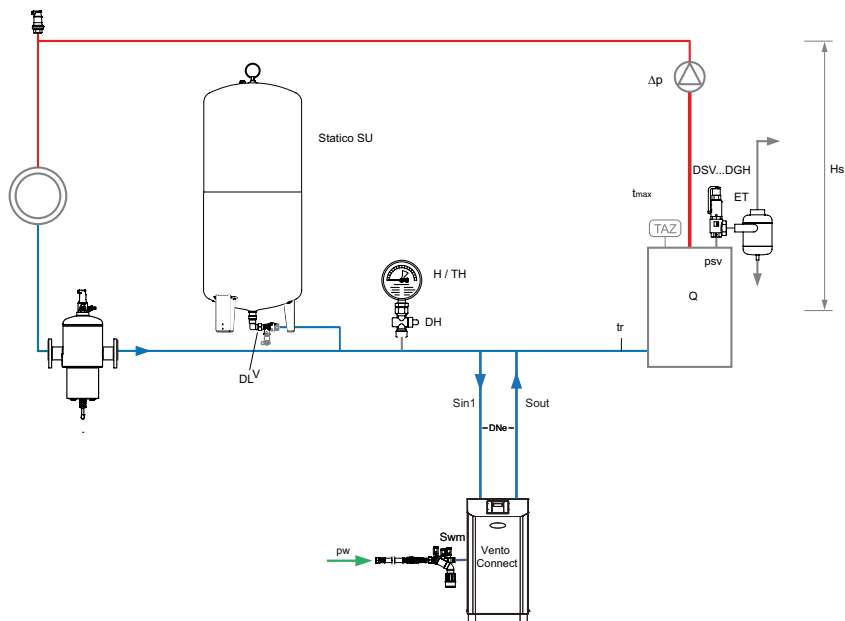 Δp
Statico SU
DSV...DGH
Hs
tmax
ET
TAZ
psv
H / TH
Q
DH
tr
DLV
Sin1
Sout
DNe
Swm
pw
Vento
Connect